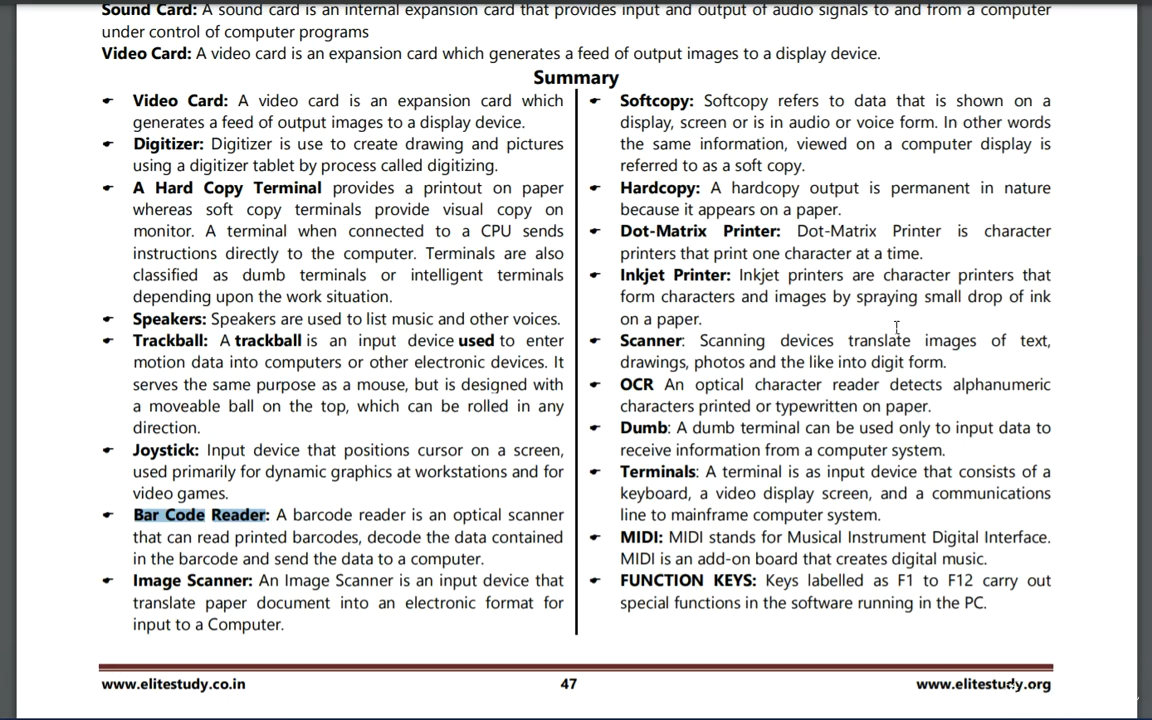 Sound Card: A sound card is an internal expansion card that provides input and output of audio signals to and from a computer
under control of computer programs
Video Card: A video card is an expansion card which generates a feed of output images to a display device.
Summary
Video Card: A video card is an expansion card which
generates a feed of output images to a display device.
Digitizer: Digitizer is use to create drawing and pictures
using a digitizer tablet by process called digitizing.
A Hard Copy Terminal provides a printout on paper
whereas soft copy terminals provide visual copy on
monitor. A terminal when connected to a CPU sends
instructions directly to the computer. Terminals are also
classified as dumb terminals or intelligent terminals
depending upon the work situation.
Speakers: Speakers are used to list music and other voices.
Trackball: A trackball is an input device used to enter
motion data into computers or other electronic devices. It
serves the same purpose as a mouse, but is designed with
a moveable ball on the top, which can be rolled in any
direction.
Joystick: Input device that positions cursor on a screen,
used primarily for dynamic graphics at workstations and for
video games.
Bar Code Reader: A barcode reader is an optical scanner
that can read printed barcodes, decode the data contained
in the barcode and send the data to a computer.
Image Scanner: An Image Scanner is an input device that
translate paper document into an electronic format for
input to a Computer.
Softcopy: Softcopy refers to data that is shown on a
display, screen or is in audio or voice form. In other words
the same information, viewed on a computer display is
referred to as a soft copy.
Hardcopy: A hardcopy output is permanent in nature
because it appears on a paper.
Dot-Matrix Printer: Dot-Matrix Printer is character
printers that print one character at a time.
Inkjet Printer: Inkjet printers are character printers that
form characters and images by spraying small drop of ink
on a paper.
Scanner: Scanning devices translate images of text,
drawings, photos and the like into digit form.
OCR An optical character reader detects alphanumeric
characters printed or typewritten on paper.
Dumb: A dumb terminal can be used only to input data to
receive information from a computer system.
Terminals: A terminal is as input device that consists of a
keyboard, a video display screen, and a communications
line to mainframe computer system.
MIDI: MIDI stands for Musical Instrument Digital Interface.
MIDI is an add-on board that creates digital music.
FUNCTION KEYS: Keys labelled as F1 to F12 carry out
special functions in the software running in the PC.
www.elitestudy.co.in 47 www.elitestudy.org